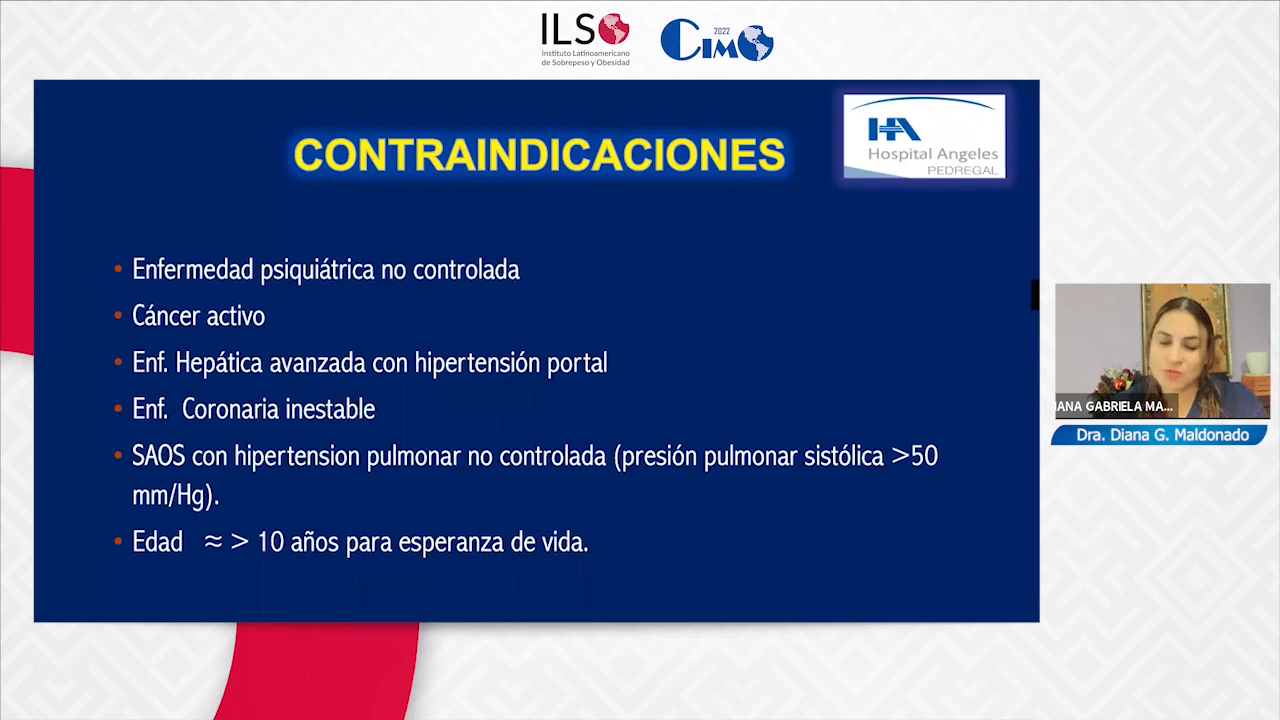 ILSO
Instituto Latinoamericano
de Sobrepeso y Obesidad
2022
CIMO
CONTRAINDICACIONES
HA
Hospital Angeles
PEDREGAL
• Enfermedad psiquiátrica no controlada
• Cáncer activo
• Enf. Hepática avanzada con hipertensión portal
• Enf.  Coronaria inestable
• SAOS con hipertension pulmonar no controlada (presión pulmonar sistólica >50
mm/Hg).
• Edad   ≈ > 10 años para esperanza de vida.
IANA GABRIELA MA...
Dra. Diana G. Maldonado